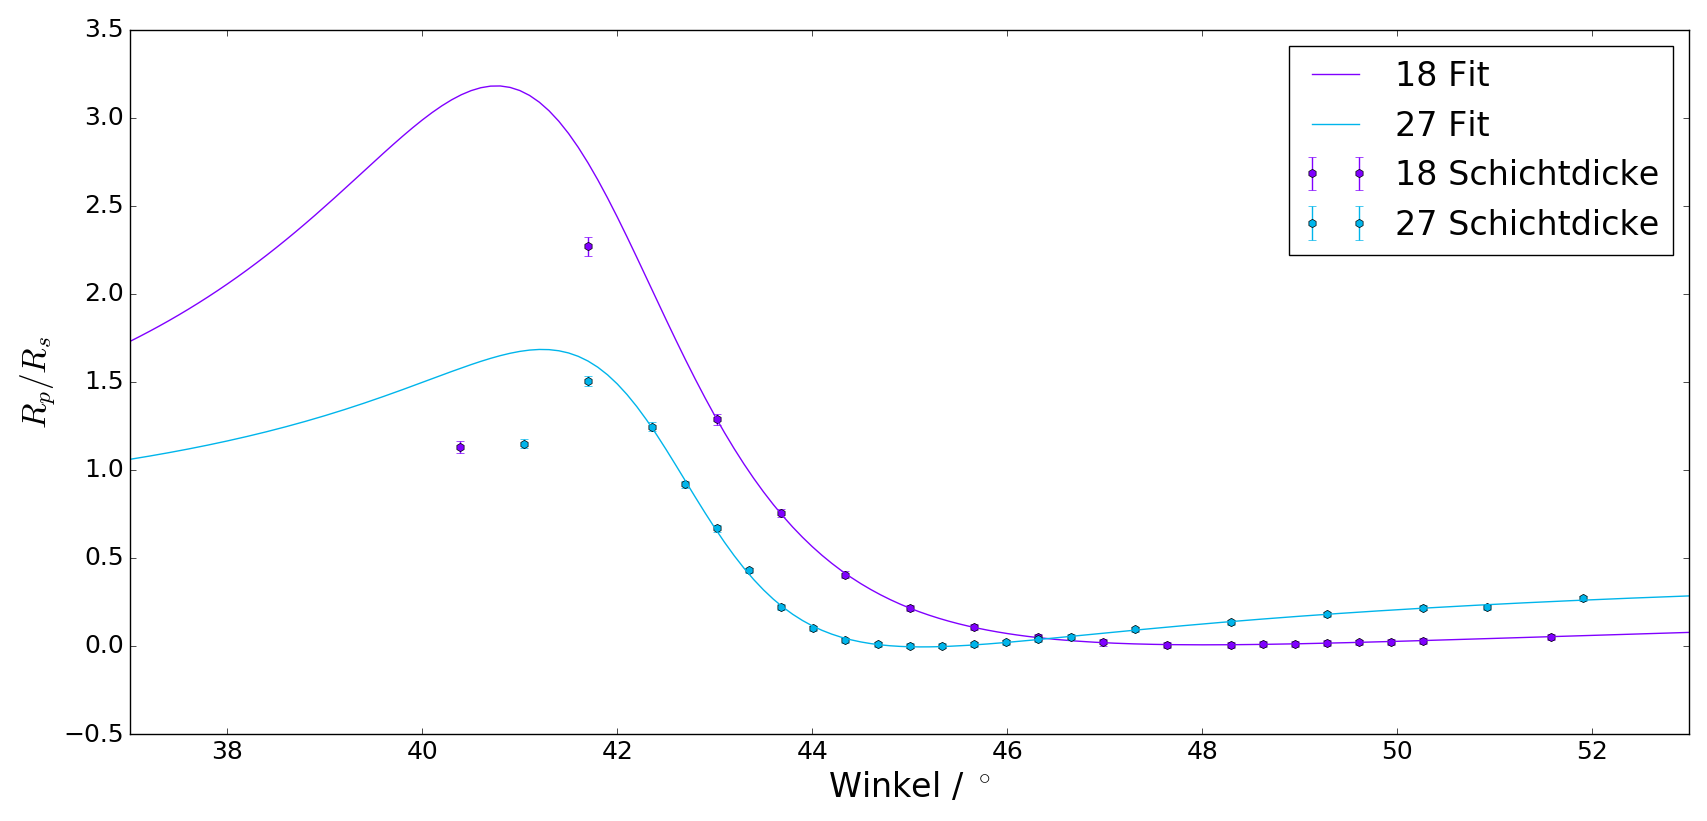 3.5
3.0
2.5
2.0
1.5
1.0
0.5
0.0
−0.5
R_p/R_s
38 40 42 44 46 48 50 52
Winkel / °
18 Fit
27 Fit
18 Schichtdicke
27 Schichtdicke